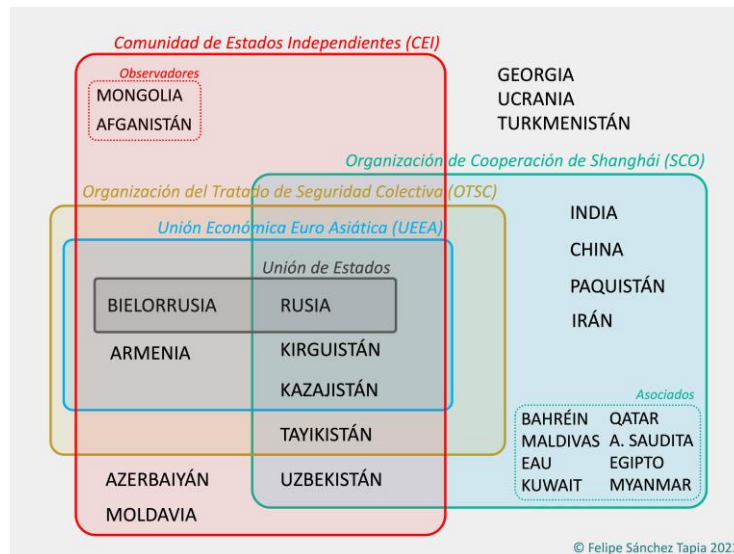 Comunidad de Estados Independientes (CEI)
Observadores
MONGOLIA
AFGANISTÁN
GEORGIA
UCRANIA
TURKMENISTÁN
Organización de Cooperación de Shanghái (SCO)
Organización del Tratado de Seguridad Colectiva (OTSC)
Unión Económica Euro Asiática (UEEA)
Unión de Estados
BIELORRUSIA
RUSIA
ARMENIA
KIRGUISTÁN
KAZAJISTÁN
TAYIKISTÁN
AZERBAIYÁN
UZBEKISTÁN
MOLDAVIA
INDIA
CHINA
PAQUISTÁN
IRÁN
Asociados
BAHRÉIN QATAR
MALDIVAS A. SAUDITA
EAU EGIPTO
KUWAIT MYANMAR
© Felipe Sánchez Tapia